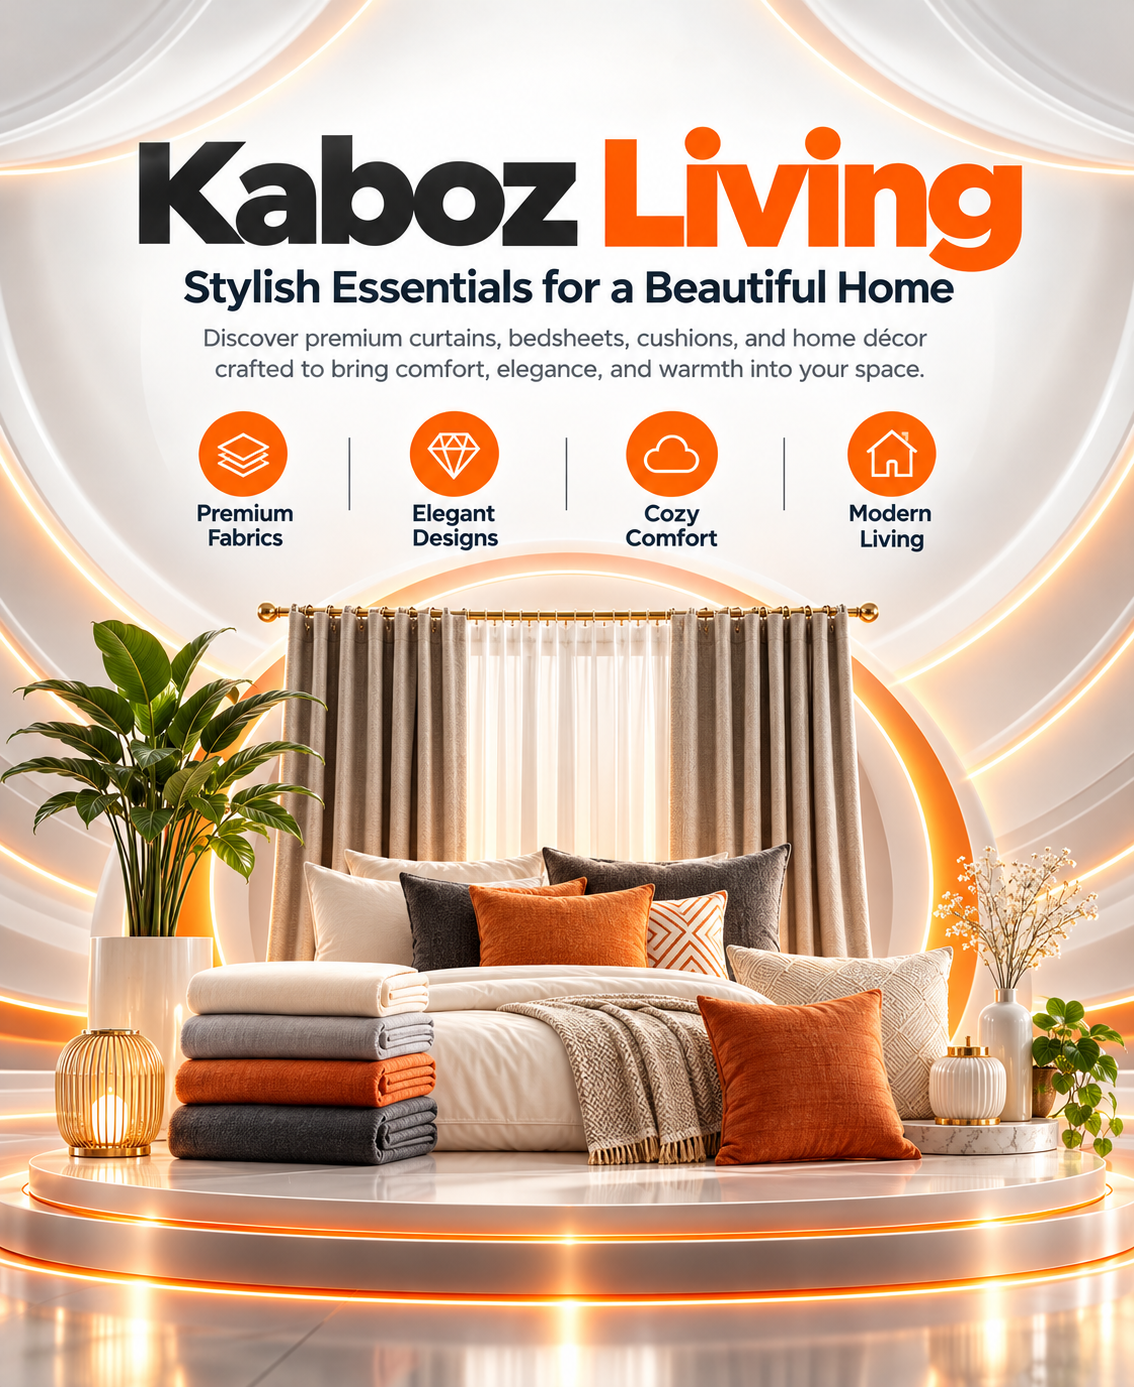 Kaboz Living
Stylish Essentials for a Beautiful Home
Discover premium curtains, bedsheets, cushions, and home décor
crafted to bring comfort, elegance, and warmth into your space.
Premium
Fabrics
Elegant
Designs
Cozy
Comfort
Modern
Living